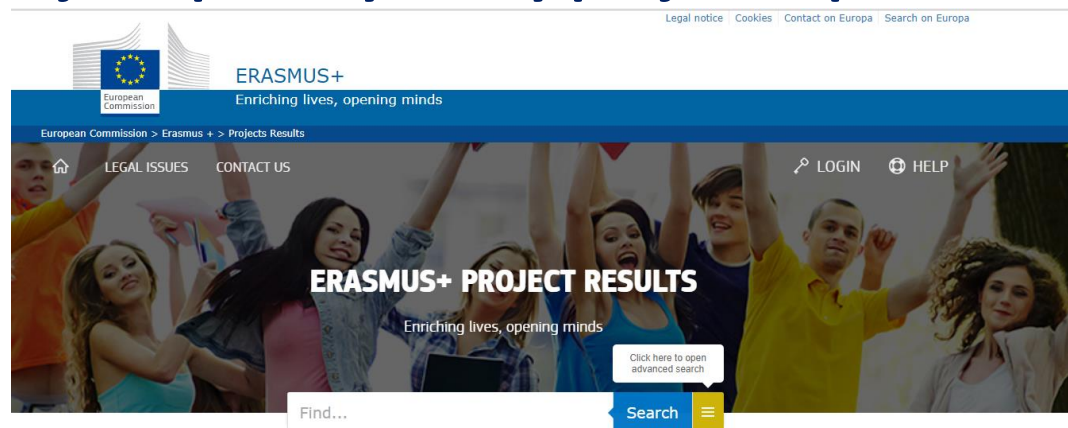 Legal notice Cookies Contact on Europa Search on Europa
European
Commission
ERASMUS+
Enriching lives, opening minds
European Commission > Erasmus + > Projects Results
LEGAL ISSUES CONTACT US LOGIN HELP
ERASMUS+ PROJECT RESULTS
Enriching lives, opening minds
Click here to open
advanced search
Find... Search